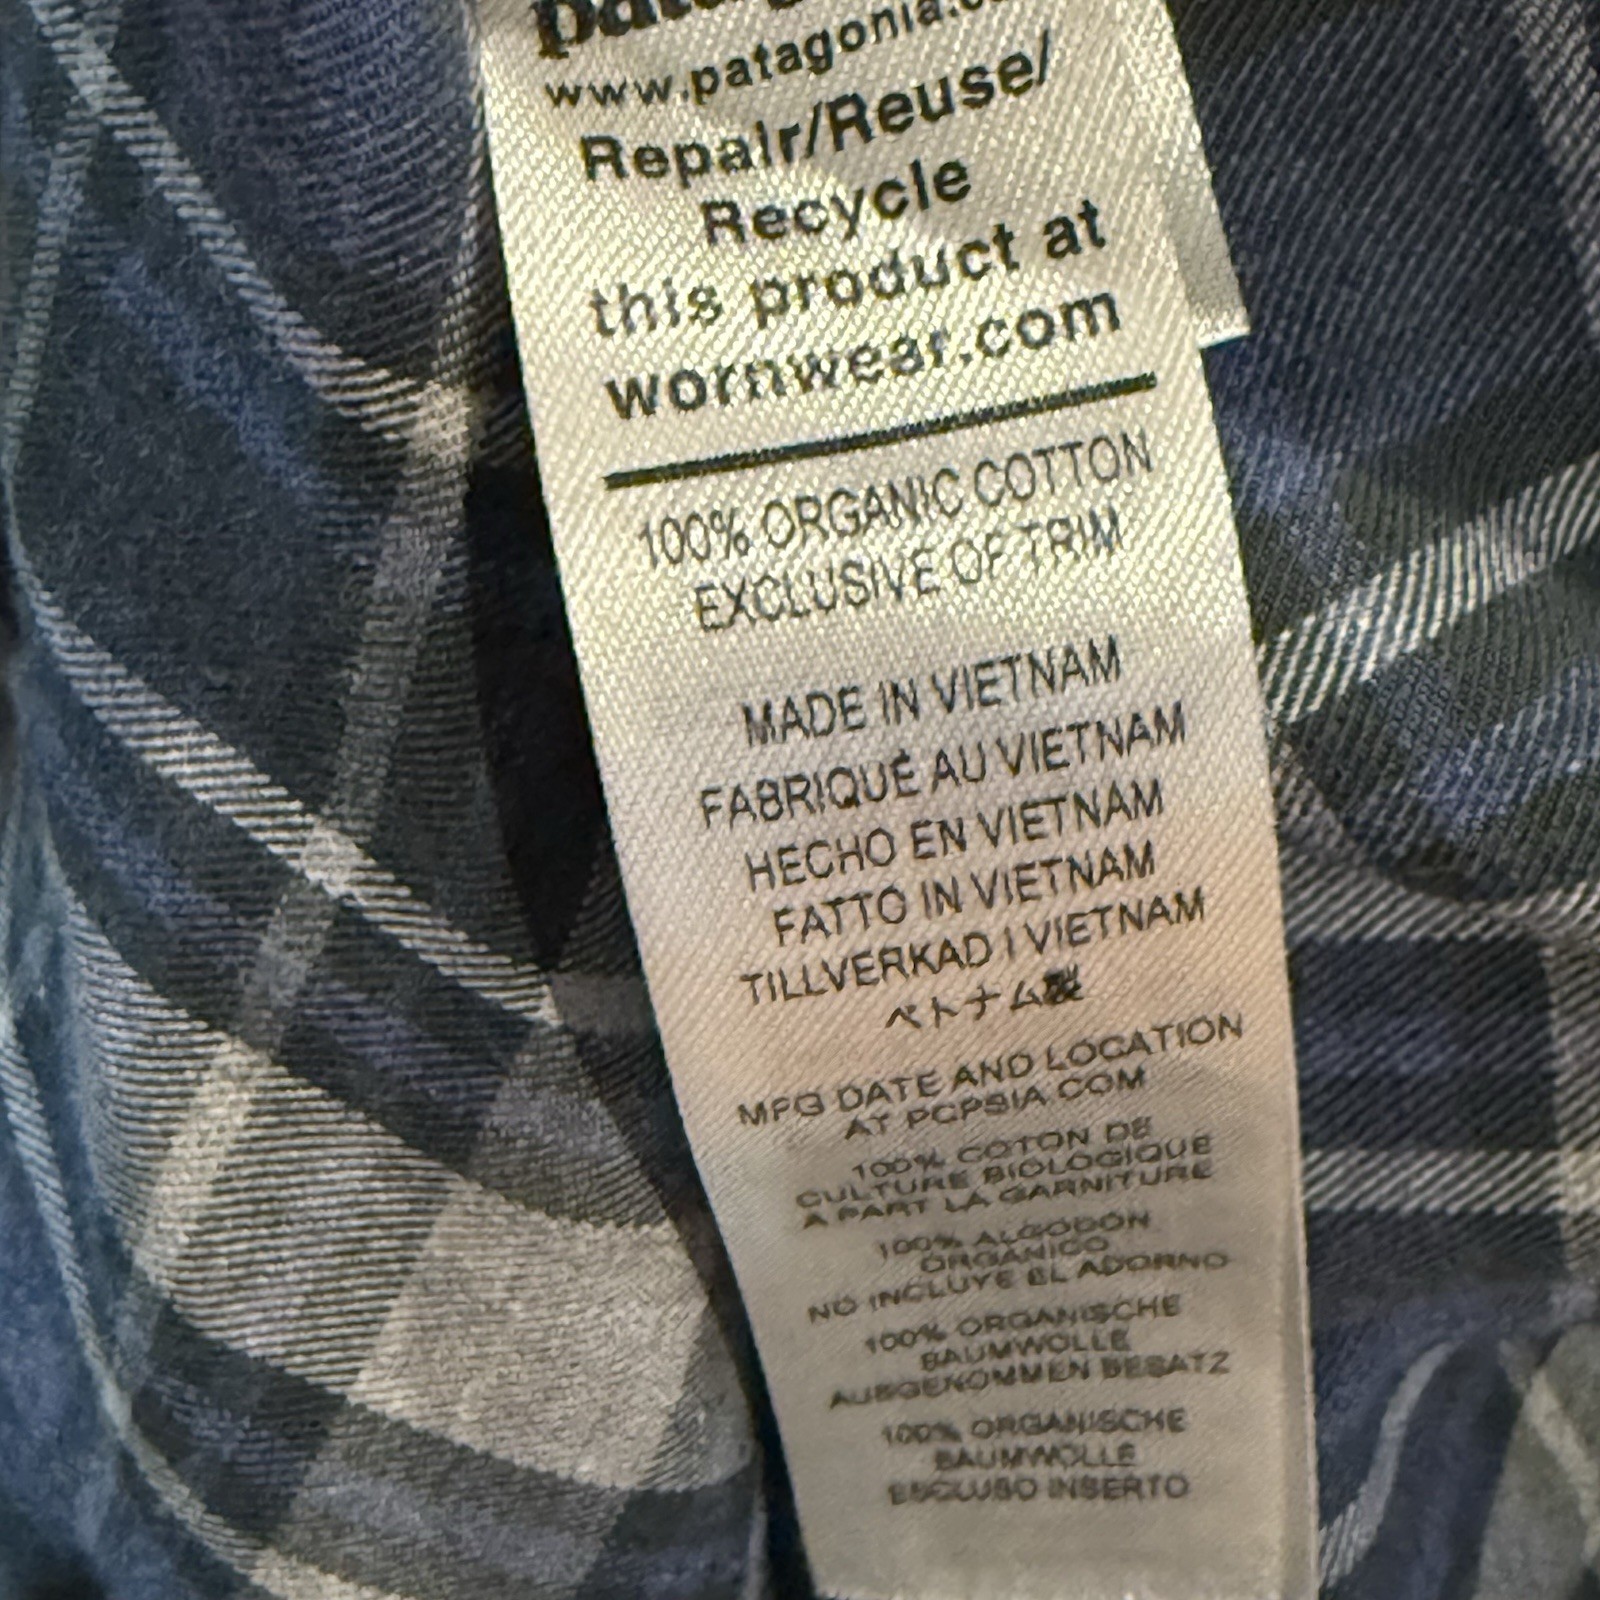 www.patagonia.c
Repair/Reuse/
Recycle
this product at
wornwear.com
100% ORGANIC COTTON
EXCLUSIVE OF TRIM
MADE IN VIETNAM
FABRIQUÉ AU VIETNAM
HECHO EN VIETNAM
FATTO IN VIETNAM
TILLVERKAD I VIETNAM
ベトナム製
MFG DATE AND LOCATION
AT PCPSIA.COM
100% COTON DE
CULTURE BIOLOGIQUE
A PART LA GARNITURE
100% ALGODÓN
ORGÁNICO
NO INCLUYE EL ADORNO
100% ORGANISCHE
BAUMWOLLE
AUSGENOMMEN BESATZ
100% ORGANISCHE
BAUMWOLLE
ESCLUSO INSERTO